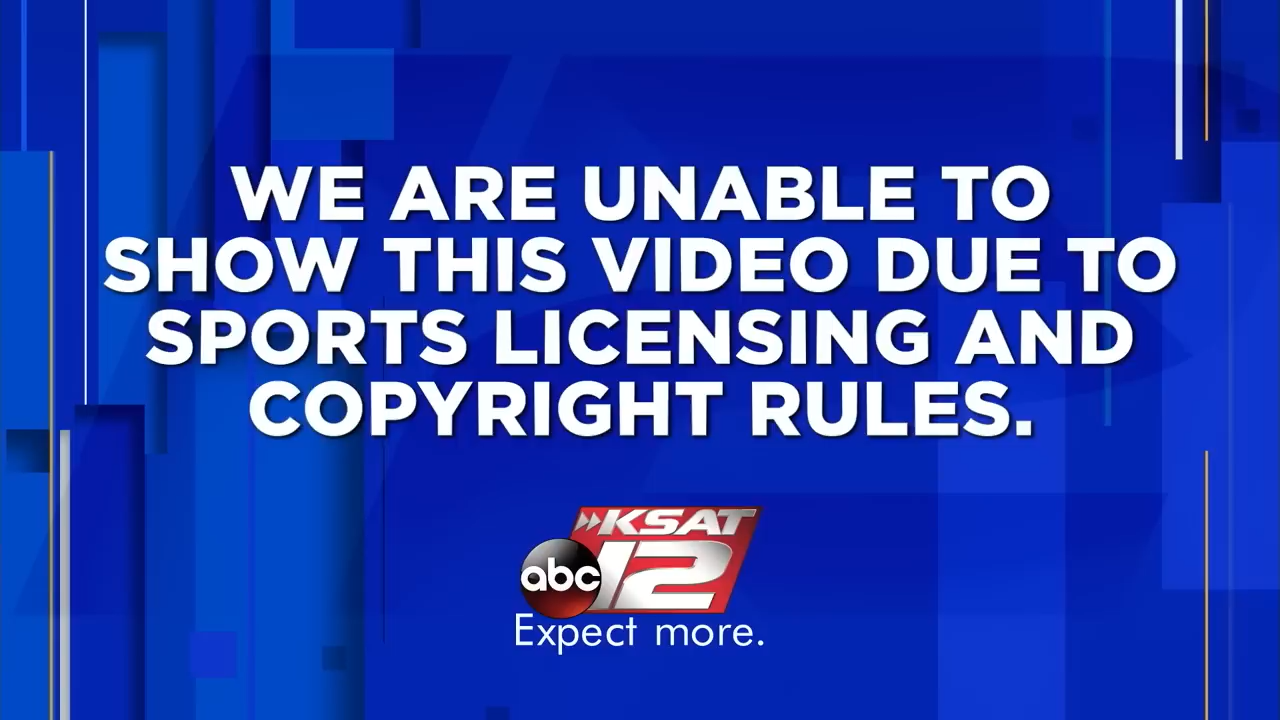 WE ARE UNABLE TO
SHOW THIS VIDEO DUE TO
SPORTS LICENSING AND
COPYRIGHT RULES.
KSAT
abc 12
Expect more.